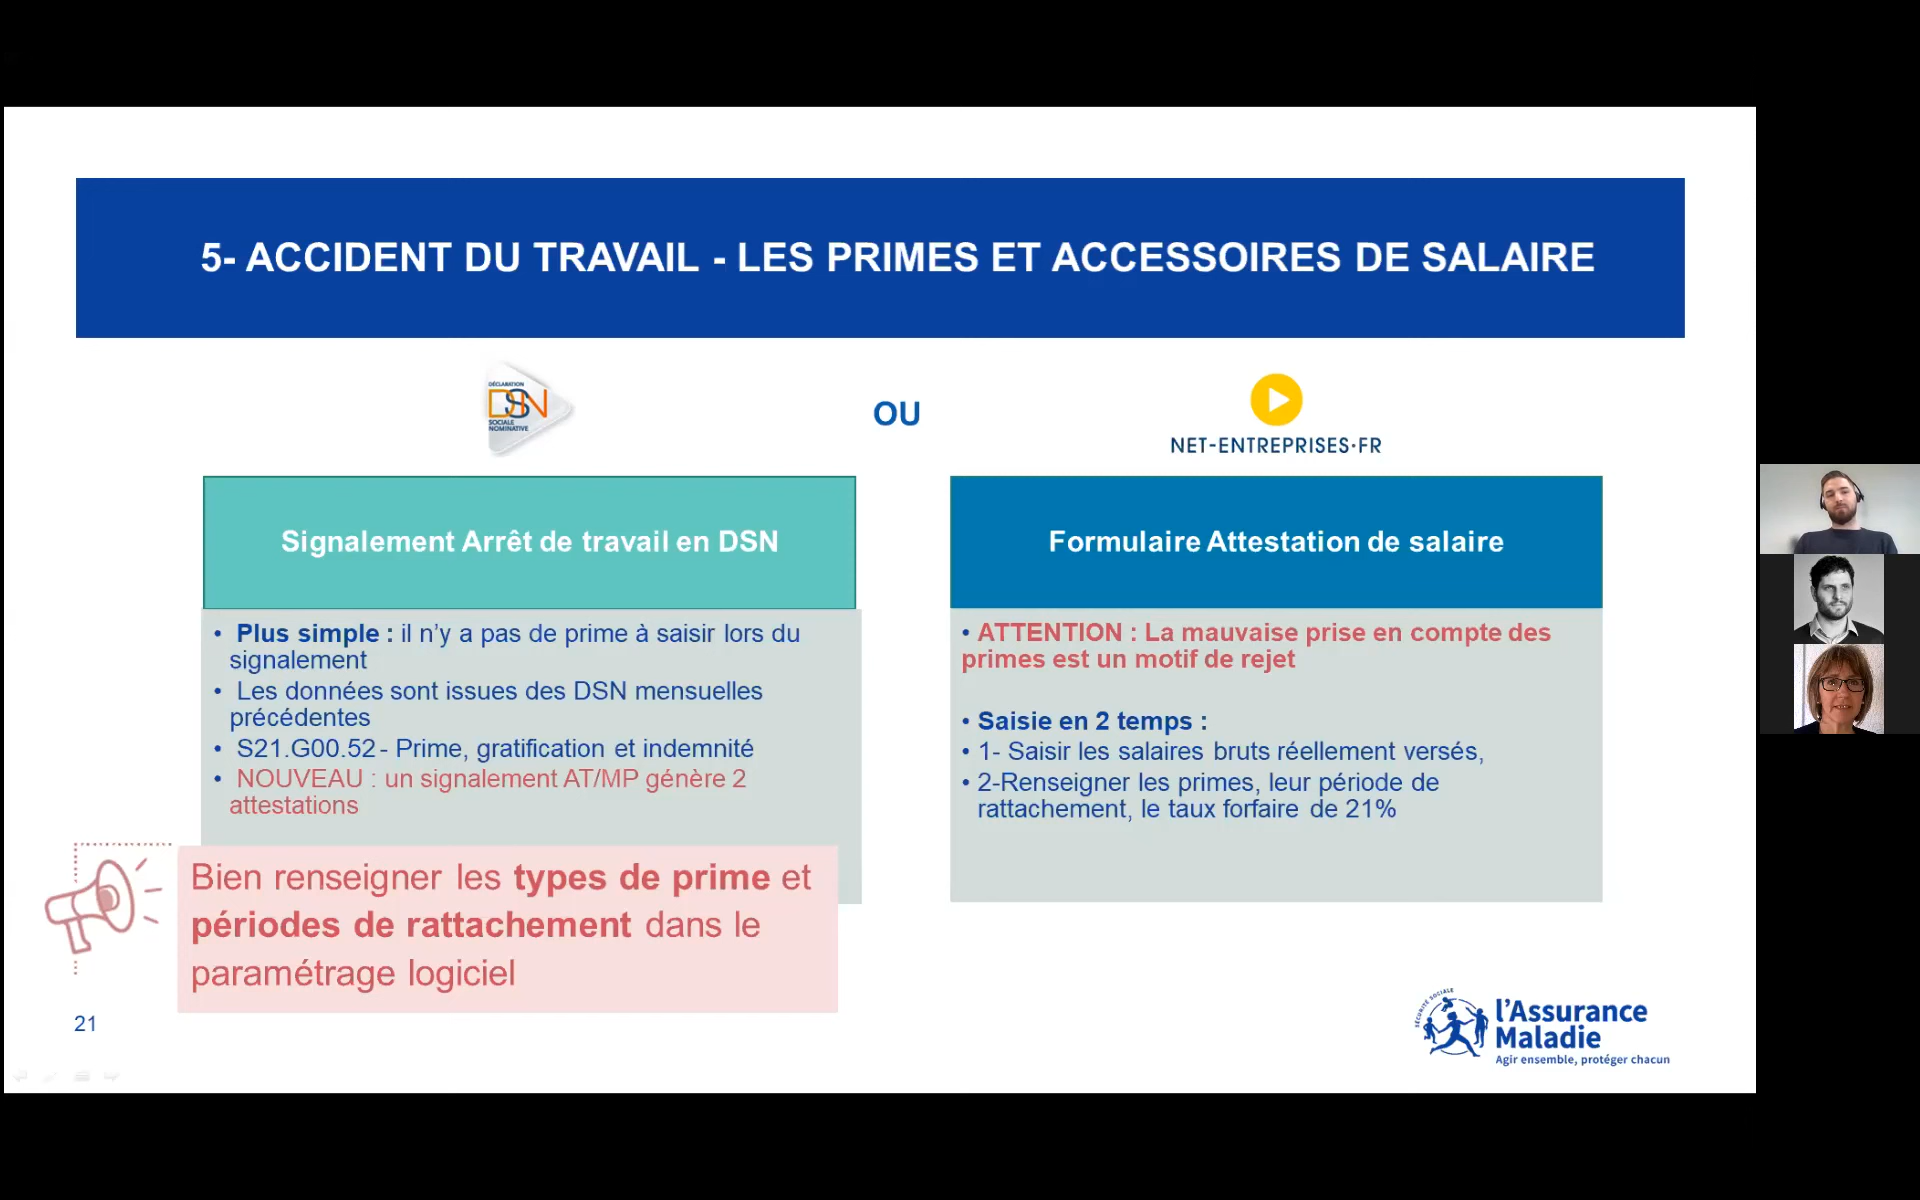 5- ACCIDENT DU TRAVAIL - LES PRIMES ET ACCESSOIRES DE SALAIRE
DÉCLARATION
DSN
SOCIALE
NOMINATIVE
OU
NET-ENTREPRISES·FR
Signalement Arrêt de travail en DSN
• Plus simple : il n’y a pas de prime à saisir lors du
signalement
• Les données sont issues des DSN mensuelles
précédentes
• S21.G00.52 - Prime, gratification et indemnité
• NOUVEAU : un signalement AT/MP génère 2
attestations
Bien renseigner les types de prime et
périodes de rattachement dans le
paramétrage logiciel
Formulaire Attestation de salaire
• ATTENTION : La mauvaise prise en compte des
primes est un motif de rejet
• Saisie en 2 temps :
• 1- Saisir les salaires bruts réellement versés,
• 2-Renseigner les primes, leur période de
rattachement, le taux forfaire de 21%
21
SÉCURITÉ SOCIALE
l’Assurance
Maladie
Agir ensemble, protéger chacun